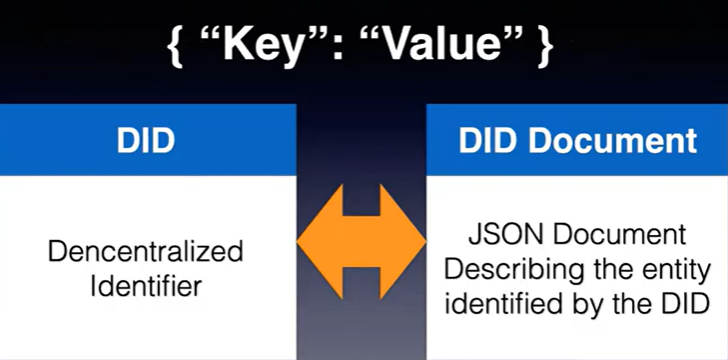 { “Key”: “Value” }
DID
Dencentralized
Identifier
DID Document
JSON Document
Describing the entity
identified by the DID